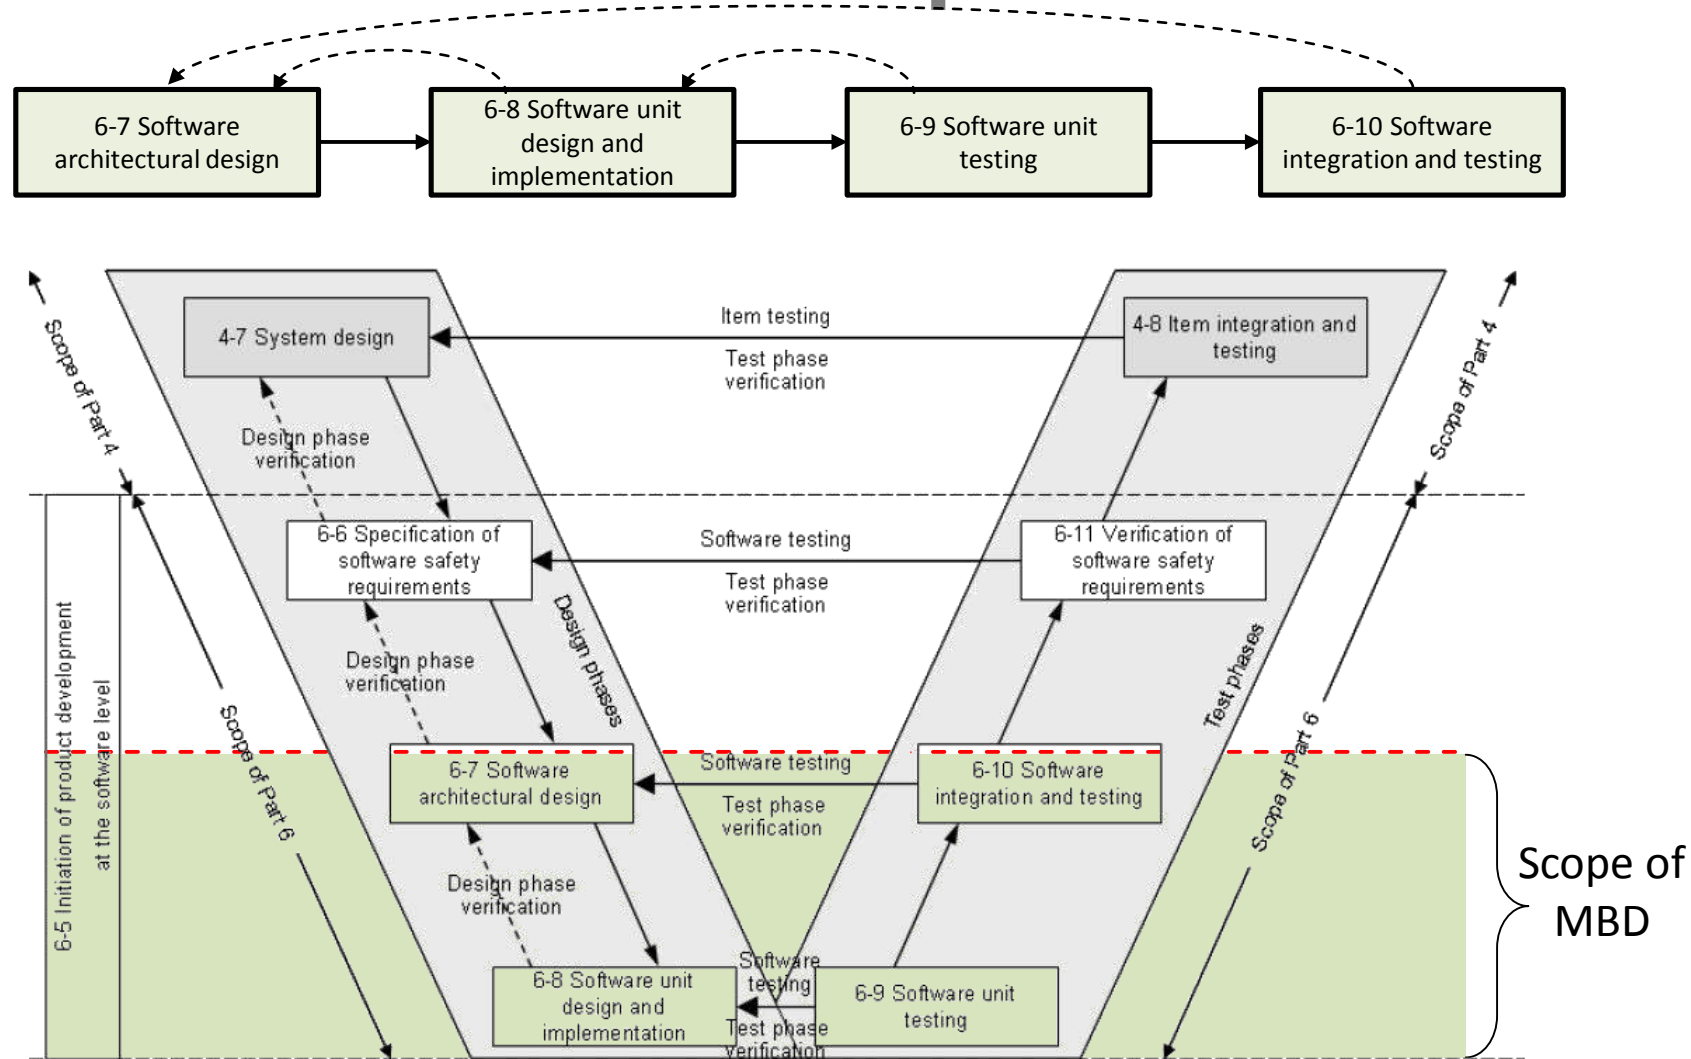 6-7 Software
architectural design
6-8 Software unit
design and
implementation
6-9 Software unit
testing
6-10 Software
integration and testing
4-7 System design
Item testing
Test phase
verification
4-8 Item integration and
testing
Scope of Part 4
Scope of Part 4
Design phase
verification
6-6 Specification of
software safety
requirements
Software testing
Test phase
verification
6-11 Verification of
software safety
requirements
Design phases
Test phases
Design phase
verification
6-5 Initiation of product development
at the software level
Scope of Part 6
Scope of Part 6
6-7 Software
architectural design
Software testing
Test phase
verification
6-10 Software
integration and testing
Scope of
MBD
Design phase
verification
6-8 Software unit
design and
implementation
Software
testing
Test phase
verification
6-9 Software unit
testing